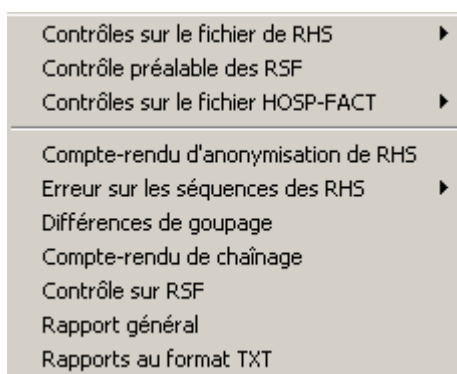 Contrôles sur le fichier de RHS
Contrôle préalable des RSF
Contrôles sur le fichier HOSP-FACT
Compte-rendu d'anonymisation de RHS
Erreur sur les séquences des RHS
Différences de goupage
Compte-rendu de chaînage
Contrôle sur RSF
Rapport général
Rapports au format TXT